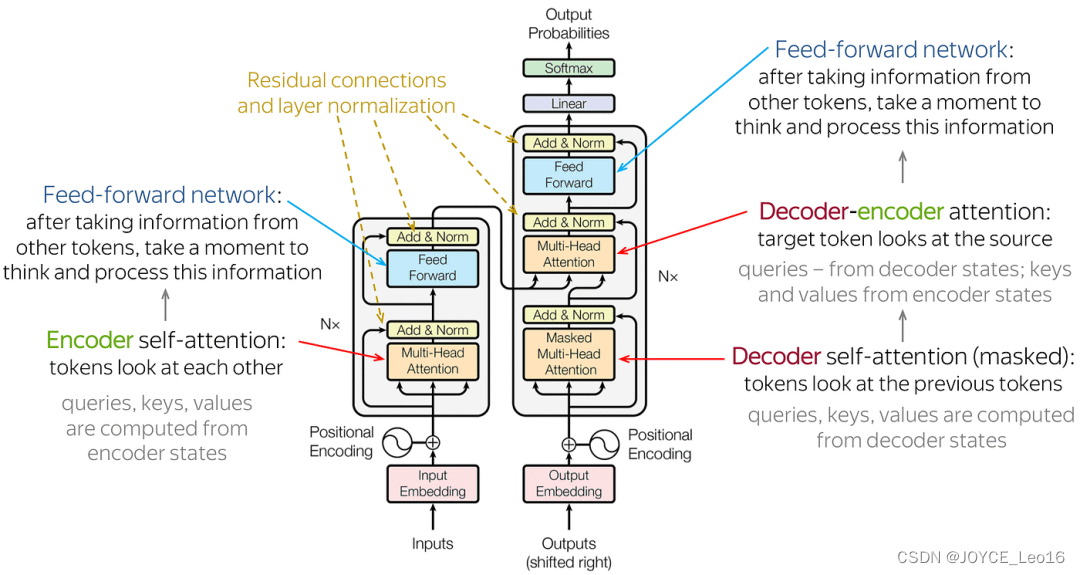 Output
Probabilities
Softmax
Linear
Add & Norm
Feed
Forward
Add & Norm
Multi-Head
Attention
Add & Norm
Masked
Multi-Head
Attention
N×
Positional
Encoding
Output
Embedding
Outputs
(shifted right)
Add & Norm
Feed
Forward
Add & Norm
Multi-Head
Attention
N×
Positional
Encoding
Input
Embedding
Inputs
Residual connections
and layer normalization
Feed-forward network:
after taking information from
other tokens, take a moment to
think and process this information
Encoder self-attention:
tokens look at each other
queries, keys, values
are computed from
encoder states
Feed-forward network:
after taking information from
other tokens, take a moment to
think and process this information
Decoder-encoder attention:
target token looks at the source
queries – from decoder states; keys
and values from encoder states
Decoder self-attention (masked):
tokens look at the previous tokens
queries, keys, values are computed
from decoder states
CSDN @JOYCE_Leo16